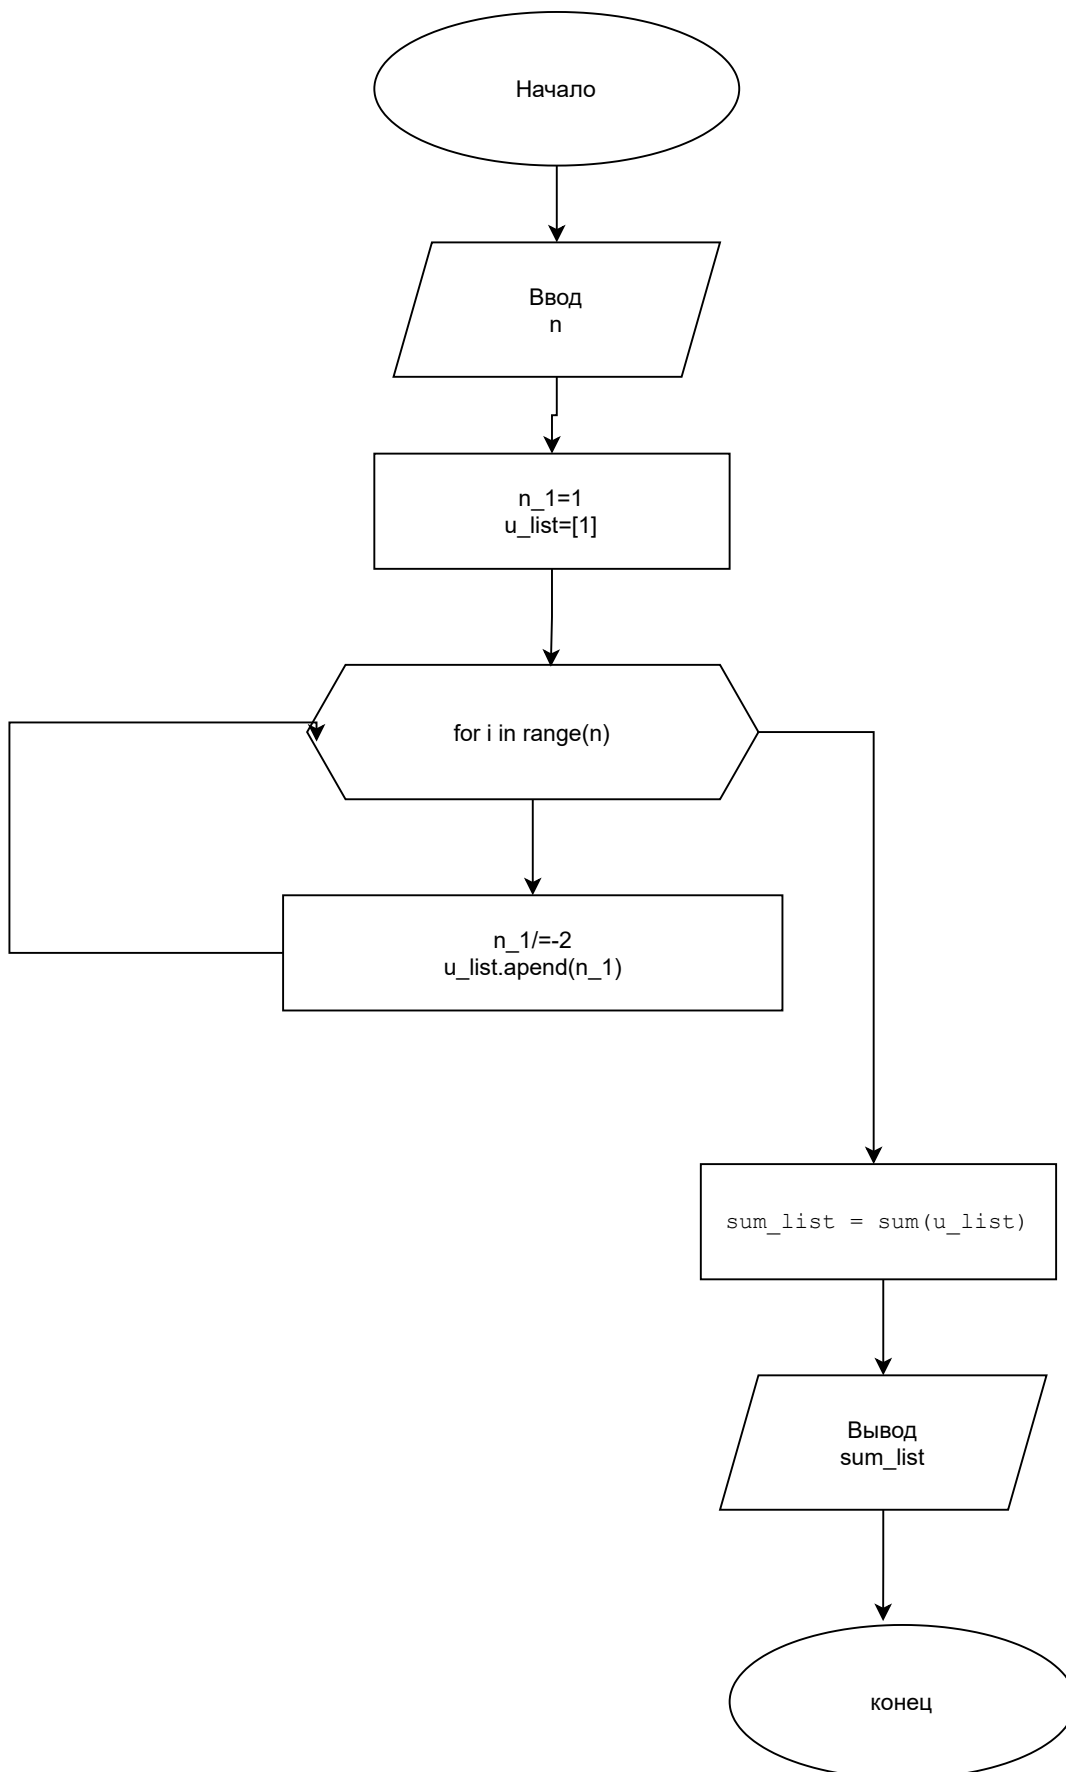 Начало
Ввод
n
n_1=1
u_list=[1]
for i in range(n)
n_1/=-2
u_list.apend(n_1)
sum_list = sum(u_list)
Вывод
sum_list
конец